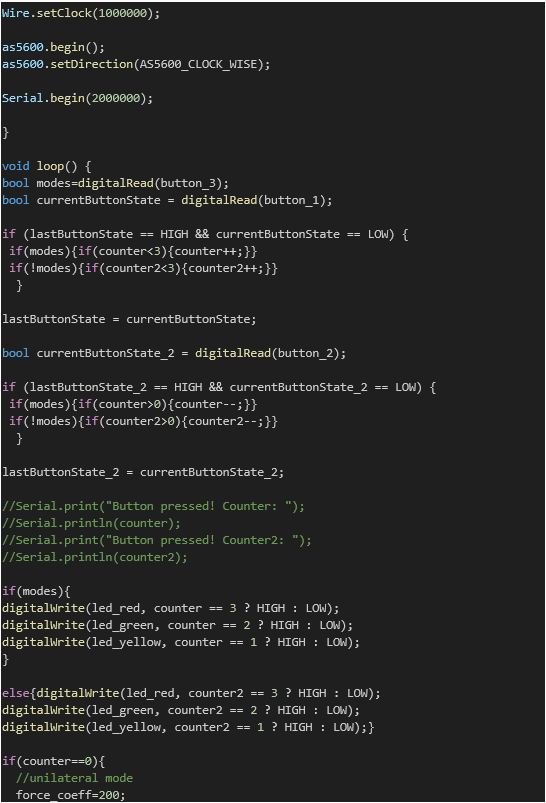 Wire.setClock(1000000);
as5600.begin();
as5600.setDirection(AS5600_CLOCK_WISE);
Serial.begin(2000000);
}
void loop() {
bool modes=digitalRead(button_3);
bool currentButtonState = digitalRead(button_1);
if (lastButtonState == HIGH && currentButtonState == LOW) {
if(modes){if(counter<3){counter++;}}
if(!modes){if(counter2<3){counter2++;}}
}
lastButtonState = currentButtonState;
bool currentButtonState_2 = digitalRead(button_2);
if (lastButtonState_2 == HIGH && currentButtonState_2 == LOW) {
if(modes){if(counter>0){counter--;}}
if(!modes){if(counter2>0){counter2--;}}
}
lastButtonState_2 = currentButtonState_2;
//Serial.print("Button pressed! Counter: ");
//Serial.println(counter);
//Serial.print("Button pressed! Counter2: ");
//Serial.println(counter2);
if(modes){
digitalWrite(led_red, counter == 3 ? HIGH : LOW);
digitalWrite(led_green, counter == 2 ? HIGH : LOW);
digitalWrite(led_yellow, counter == 1 ? HIGH : LOW);
}
else{digitalWrite(led_red, counter2 == 3 ? HIGH : LOW);
digitalWrite(led_green, counter2 == 2 ? HIGH : LOW);
digitalWrite(led_yellow, counter2 == 1 ? HIGH : LOW);}
if(counter==0){
//unilateral mode
force_coeff=200;